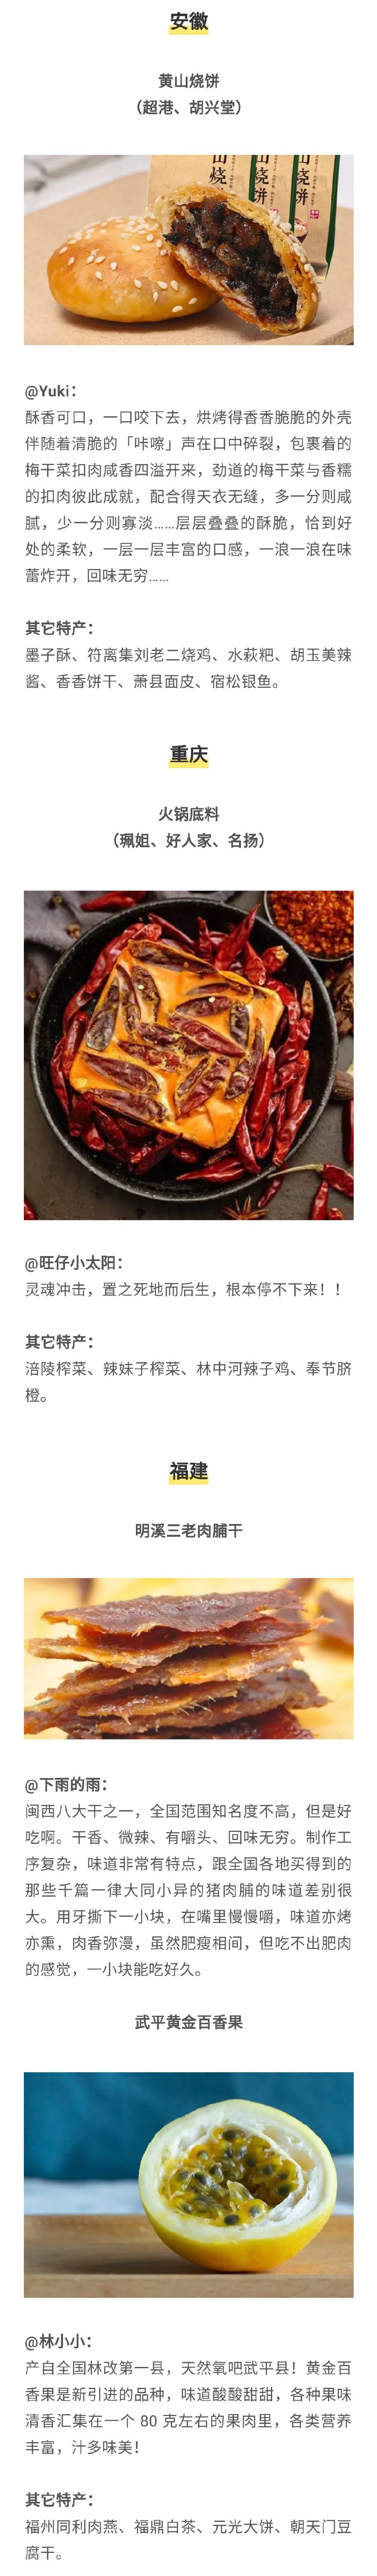 安徽
黄山烧饼
（超港、胡兴堂）
山烧
山烧饼
山烧饼
@Yuki：
酥香可口，一口咬下去，烘烤得香香脆脆的外壳
伴随着清脆的「咔嚓」声在口中碎裂，包裹着的
梅干菜扣肉咸香四溢开来，劲道的梅干菜与香糯
的扣肉彼此成就，配合得天衣无缝，多一分则咸
腻，少一分则寡淡……层层叠叠的酥脆，恰到好
处的柔软，一层一层丰富的口感，一浪一浪在味
蕾炸开，回味无穷……
其它特产：
墨子酥、符离集刘老二烧鸡、水萩粑、胡玉美辣
酱、香香饼干、萧县面皮、宿松银鱼。
重庆
火锅底料
（珮姐、好人家、名扬）
@旺仔小太阳：
灵魂冲击，置之死地而后生，根本停不下来！！
其它特产：
涪陵榨菜、辣妹子榨菜、林中河辣子鸡、奉节脐
橙。
福建
明溪三老肉脯干
@下雨的雨：
闽西八大干之一，全国范围知名度不高，但是好
吃啊。干香、微辣、有嚼头、回味无穷。制作工
序复杂，味道非常有特点，跟全国各地买得到的
那些千篇一律大同小异的猪肉脯的味道差别很
大。用牙撕下一小块，在嘴里慢慢嚼，味道亦烤
亦熏，肉香弥漫，虽然肥瘦相间，但吃不出肥肉
的感觉，一小块能吃好久。
武平黄金百香果
@林小小：
产自全国林改第一县，天然氧吧武平县！黄金百
香果是新引进的品种，味道酸酸甜甜，各种果味
清香汇集在一个 80 克左右的果肉里，各类营养
丰富，汁多味美！
其它特产：
福州同利肉燕、福鼎白茶、元光大饼、朝天门豆
腐干。